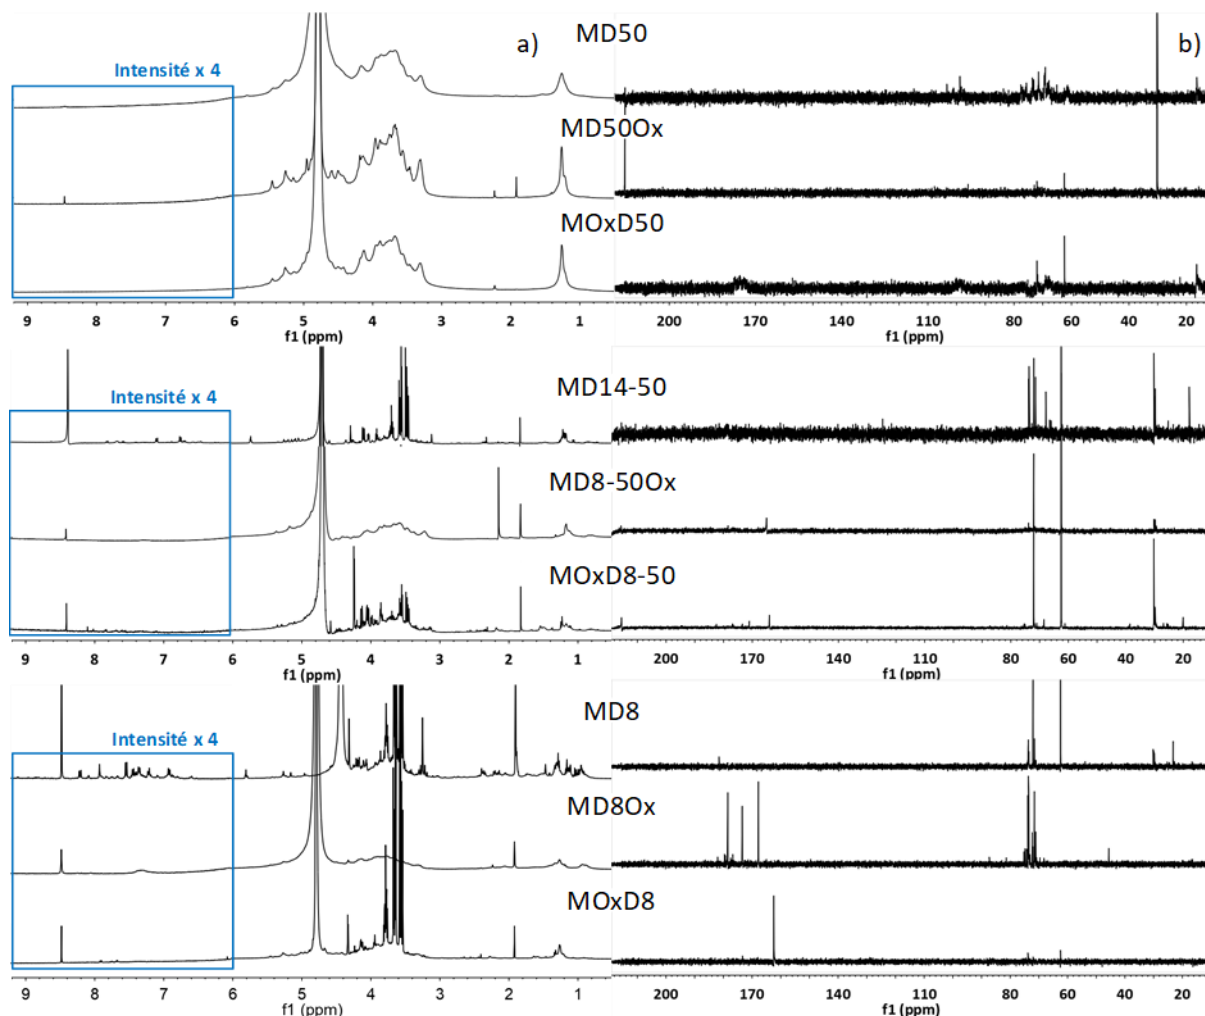 MD50
a)
b)
Intensité x 4
MD50Ox
MOxD50
9 8 7 6 5 4 3 2 1
f1 (ppm)
200 170 140 110 80 60 40 20
f1 (ppm)
MD14-50
Intensité x 4
MD8-50Ox
MOxD8-50
9 8 7 6 5 4 3 2 1
f1 (ppm)
200 170 140 110 80 60 40 20
f1 (ppm)
MD8
Intensité x 4
MD8Ox
MOxD8
9 8 7 6 5 4 3 2 1
f1 (ppm)
200 170 140 110 80 60 40 20
f1 (ppm)